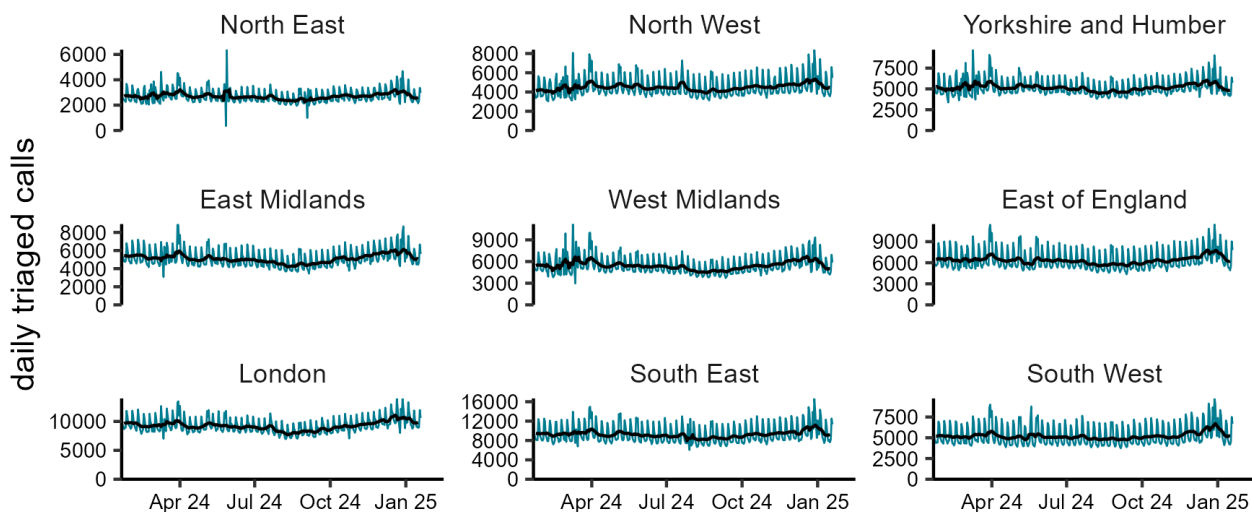 North East
North West
Yorkshire and Humber
6000
4000
2000
0
8000
6000
4000
2000
0
7500
5000
2500
0
daily triaged calls
East Midlands
West Midlands
East of England
8000
6000
4000
2000
0
9000
6000
3000
0
9000
6000
3000
0
London
South East
South West
10000
5000
0
16000
12000
8000
4000
0
7500
5000
2500
0
Apr 24 Jul 24 Oct 24 Jan 25
Apr 24 Jul 24 Oct 24 Jan 25
Apr 24 Jul 24 Oct 24 Jan 25